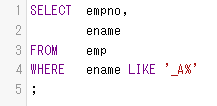 1 SELECT empno,
2        ename
3 FROM   emp
4 WHERE  ename LIKE '_A%'
5 ;